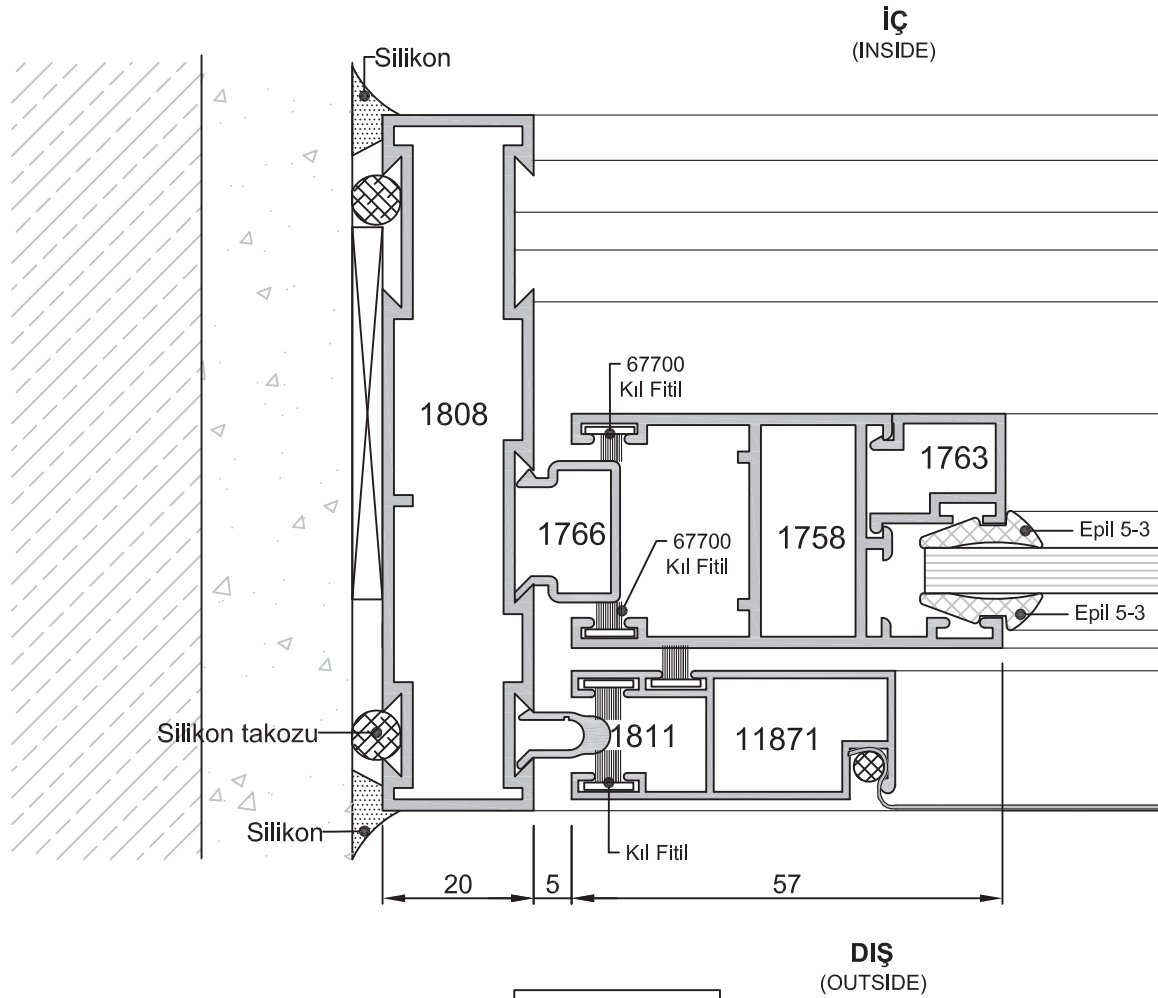 İÇ
(INSIDE)
Silikon
67700
Kıl Fitil
1808
1763
1766
1758
67700
Kıl Fitil
Epil 5-3
Epil 5-3
Silikon takozu
1811
11871
Silikon
Kıl Fitil
20
5
57
DIŞ
(OUTSIDE)